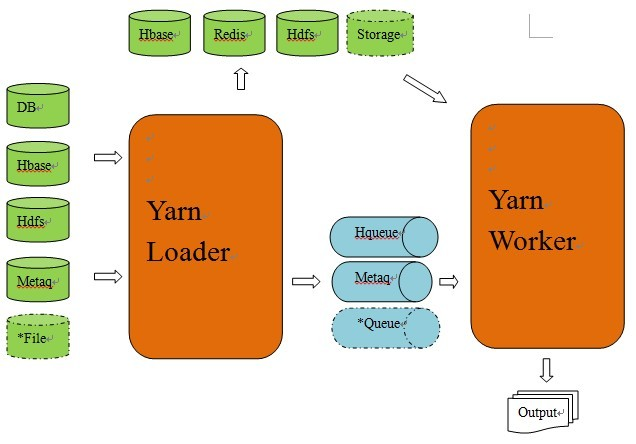 Hbase
Redis
Hdfs
Storage
DB
Hbase
Hdfs
Metaq
*File
Yarn
Loader
Hqueue
Metaq
*Queue
Yarn
Worker
Output